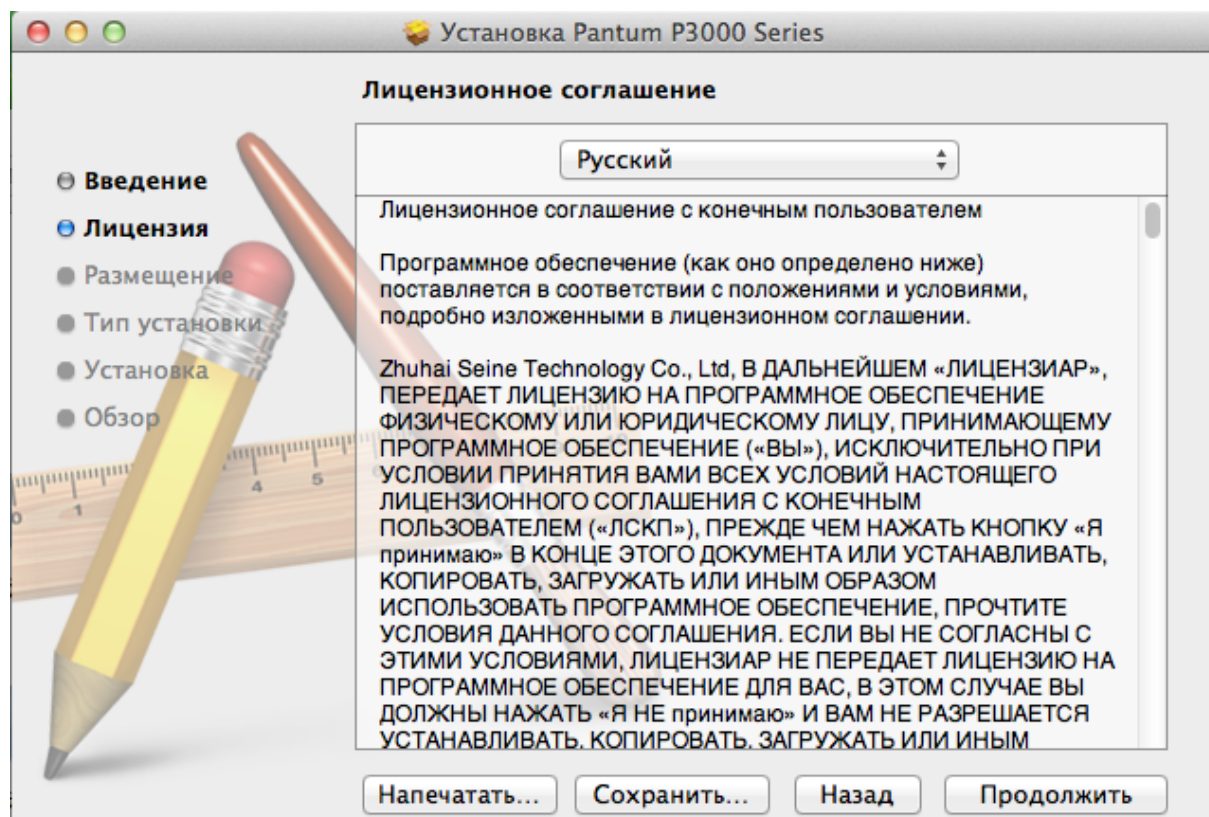 Установка Pantum P3000 Series
Лицензионное соглашение
Русский
Введение
Лицензия
Размещение
Тип установки
Установка
Обзор
Лицензионное соглашение с конечным пользователем
Программное обеспечение (как оно определено ниже)
поставляется в соответствии с положениями и условиями,
подробно изложенными в лицензионном соглашении.
Zhuhai Seine Technology Co., Ltd, В ДАЛЬНЕЙШЕМ «ЛИЦЕНЗИАР»,
ПЕРЕДАЕТ ЛИЦЕНЗИЮ НА ПРОГРАММНОЕ ОБЕСПЕЧЕНИЕ
ФИЗИЧЕСКОМУ ИЛИ ЮРИДИЧЕСКОМУ ЛИЦУ, ПРИНИМАЮЩЕМУ
ПРОГРАММНОЕ ОБЕСПЕЧЕНИЕ («ВЫ»), ИСКЛЮЧИТЕЛЬНО ПРИ
УСЛОВИИ ПРИНЯТИЯ ВАМИ ВСЕХ УСЛОВИЙ НАСТОЯЩЕГО
ЛИЦЕНЗИОННОГО СОГЛАШЕНИЯ С КОНЕЧНЫМ
ПОЛЬЗОВАТЕЛЕМ («ЛСКП»), ПРЕЖДЕ ЧЕМ НАЖАТЬ КНОПКУ «Я
принимаю» В КОНЦЕ ЭТОГО ДОКУМЕНТА ИЛИ УСТАНАВЛИВАТЬ,
КОПИРОВАТЬ, ЗАГРУЖАТЬ ИЛИ ИНЫМ ОБРАЗОМ
ИСПОЛЬЗОВАТЬ ПРОГРАММНОЕ ОБЕСПЕЧЕНИЕ, ПРОЧТИТЕ
УСЛОВИЯ ДАННОГО СОГЛАШЕНИЯ. ЕСЛИ ВЫ НЕ СОГЛАСНЫ С
ЭТИМИ УСЛОВИЯМИ, ЛИЦЕНЗИАР НЕ ПЕРЕДАЕТ ЛИЦЕНЗИЮ НА
ПРОГРАММНОЕ ОБЕСПЕЧЕНИЕ ДЛЯ ВАС, В ЭТОМ СЛУЧАЕ ВЫ
ДОЛЖНЫ НАЖАТЬ «Я НЕ принимаю» И ВАМ НЕ РАЗРЕШАЕТСЯ
УСТАНАВЛИВАТЬ, КОПИРОВАТЬ, ЗАГРУЖАТЬ ИЛИ ИНЫМ
0 1 4 5
Напечатать... Сохранить... Назад Продолжить